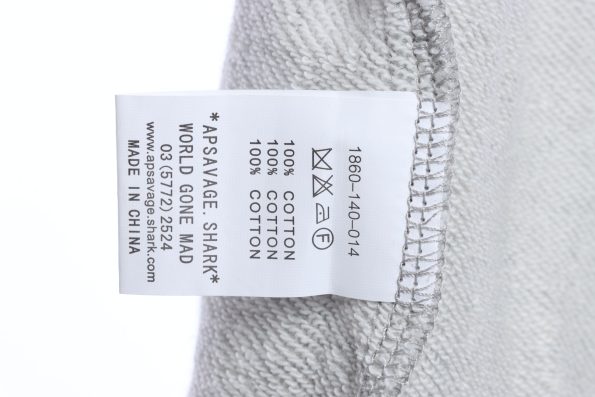 1860-140-014
100% COTTON
100% COTTON
100% COTTON
*APSAVAGE.SHARK*
WORLD GONE MAD
03(5772)2524
www.apsavage.shark.com
MADE IN CHINA